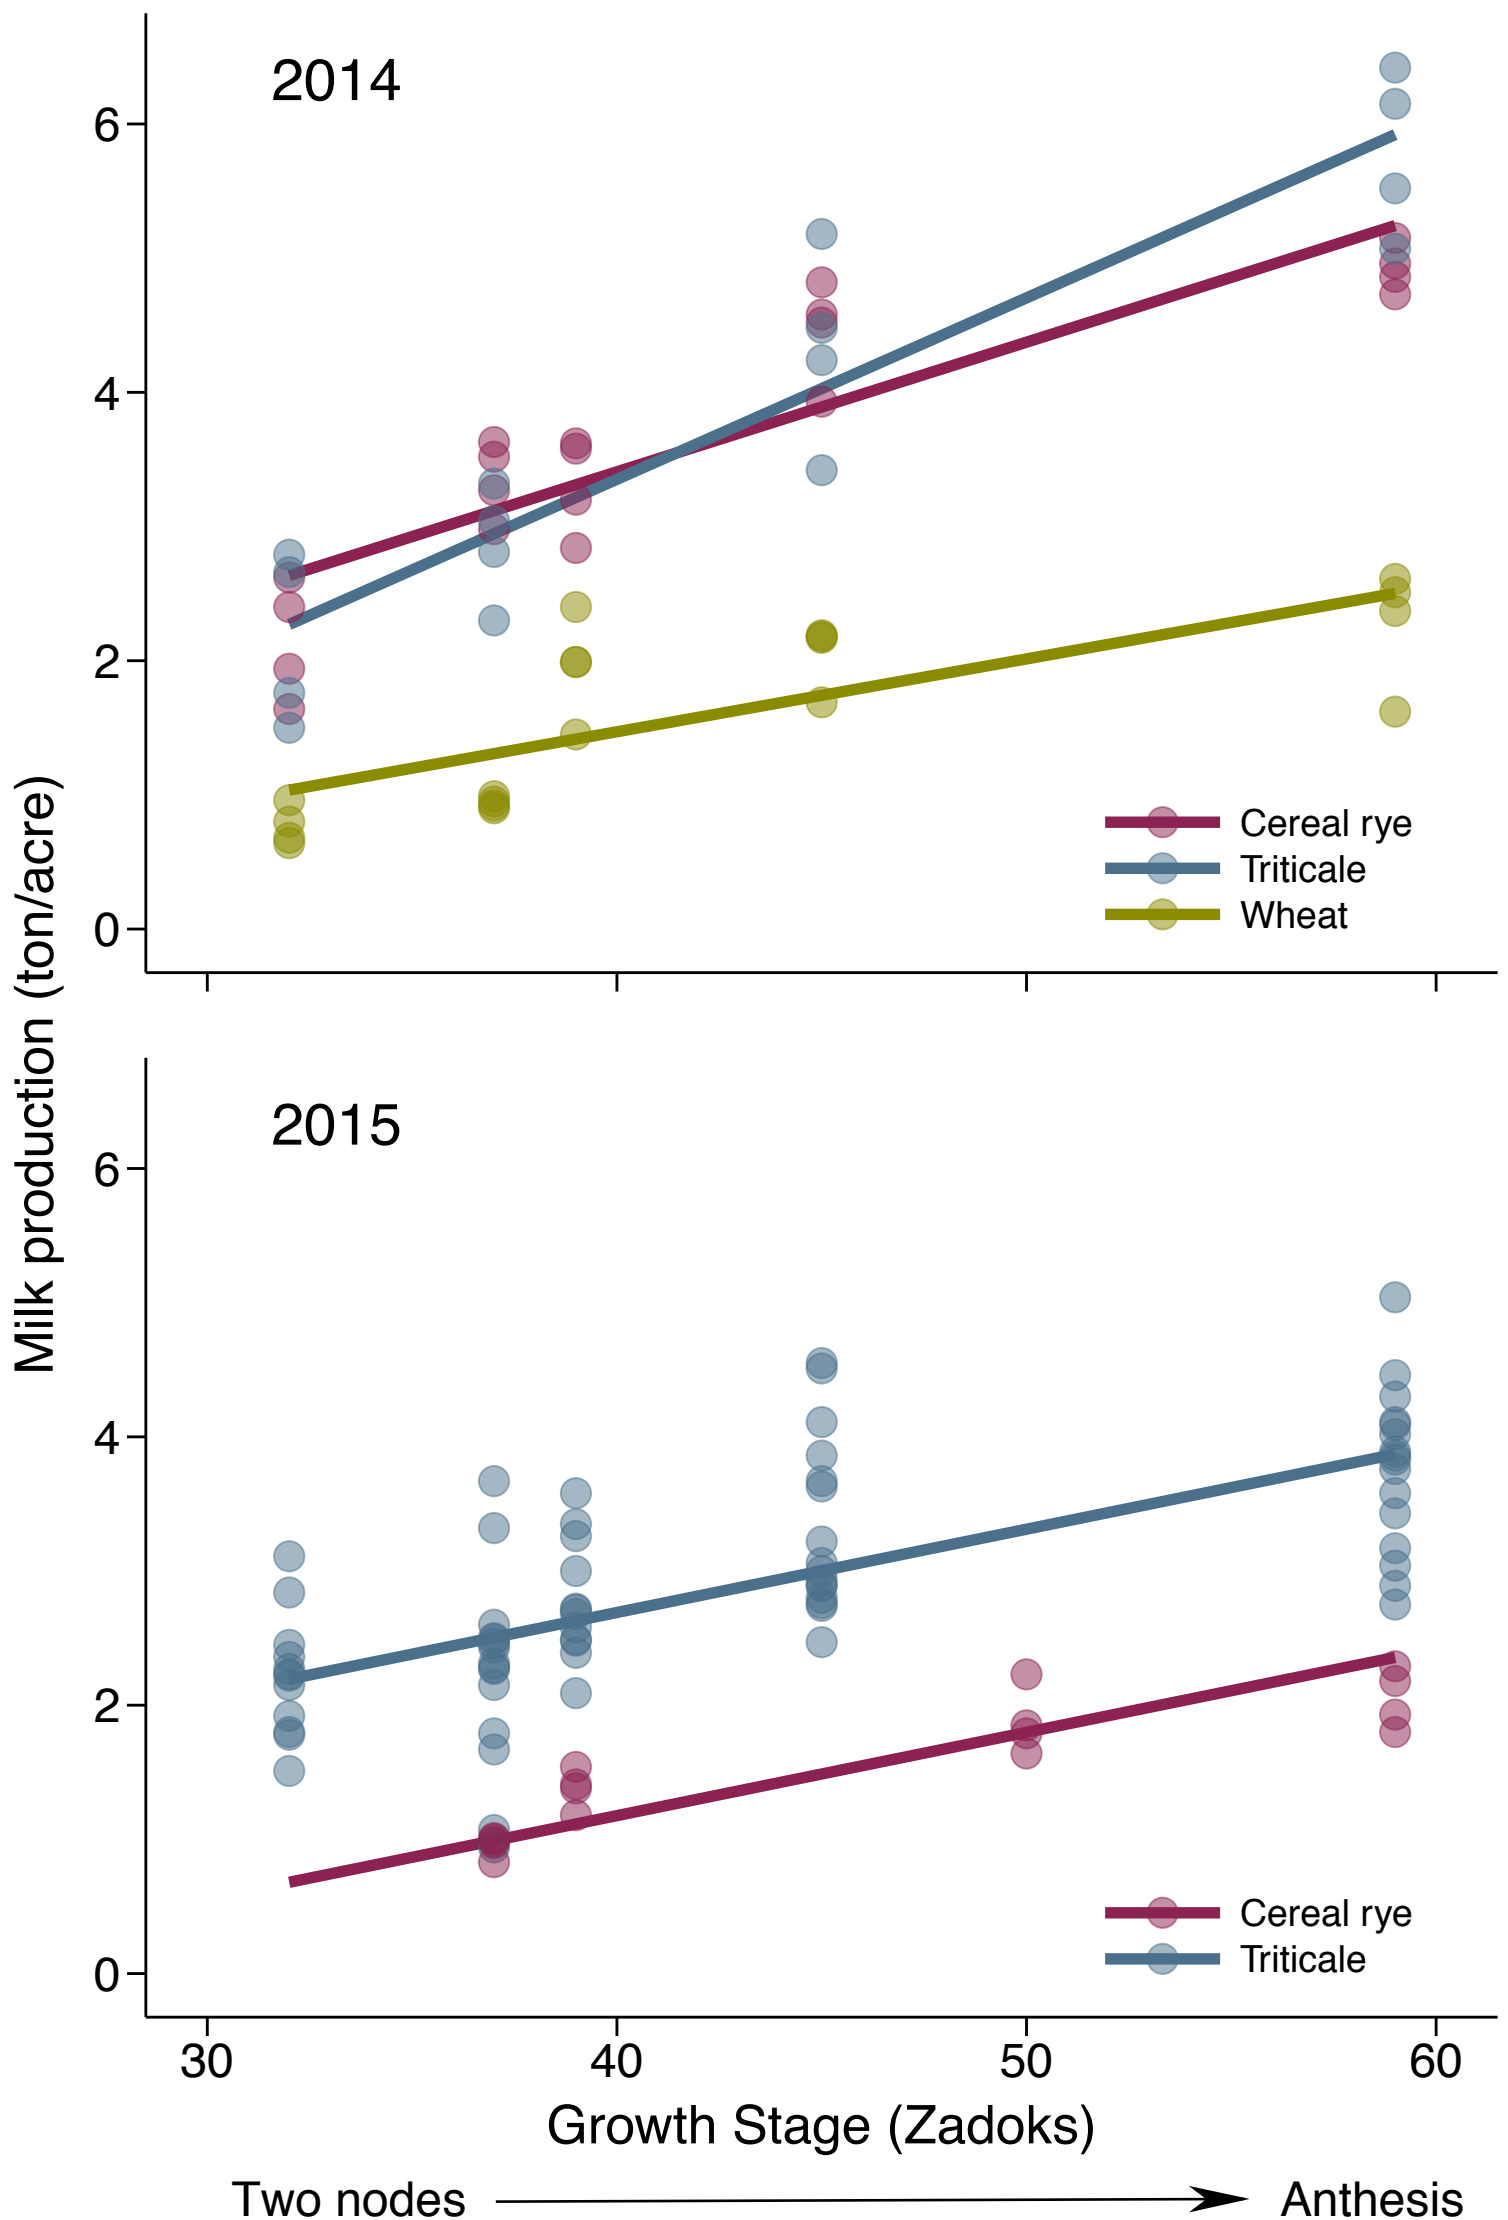 2014
6
4
2
0
Cereal rye
Triticale
Wheat
Milk production (ton/acre)
2015
6
4
2
0
Cereal rye
Triticale
30 40 50 60
Growth Stage (Zadoks)
Two nodes Anthesis